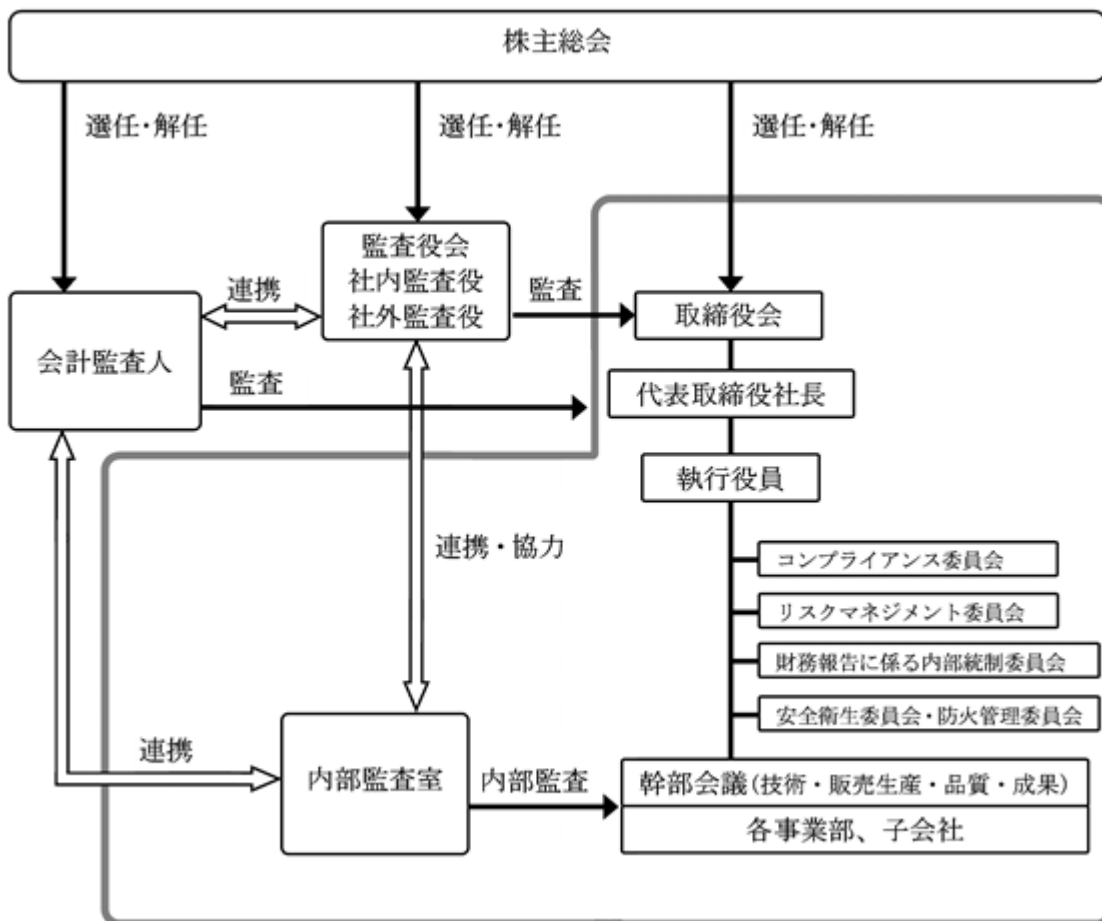 株主総会
選任・解任
選任・解任
選任・解任
監査役会
社内監査役
社外監査役
連携
監査
取締役会
会計監査人
監査
代表取締役社長
執行役員
連携・協力
コンプライアンス委員会
リスクマネジメント委員会
財務報告に係る内部統制委員会
安全衛生委員会・防火管理委員会
連携
内部監査室
内部監査
幹部会議(技術・販売生産・品質・成果)
各事業部、子会社